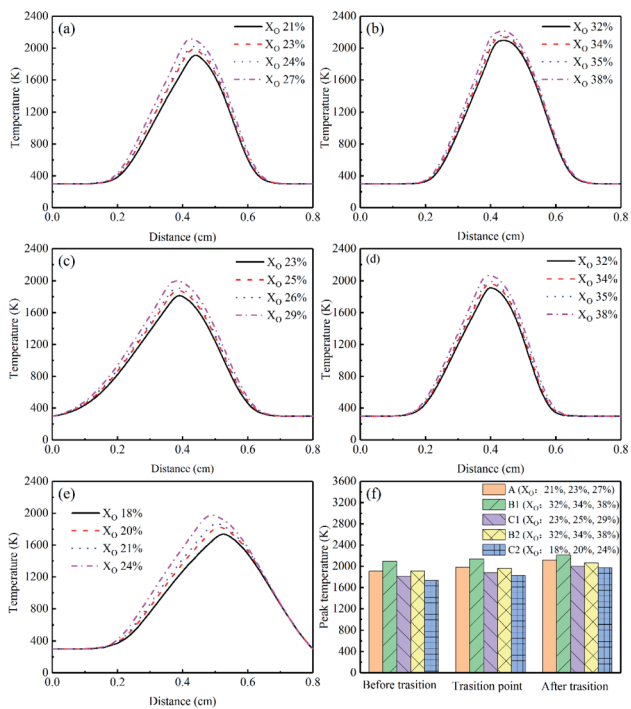 (a)
X_O 21%
X_O 23%
X_O 24%
X_O 27%
2400
2000
1600
1200
800
400
0
Temperature (K)
0.0 0.2 0.4 0.6 0.8
Distance (cm)
(b)
X_O 32%
X_O 34%
X_O 35%
X_O 38%
2400
2000
1600
1200
800
400
0
Temperature (K)
0.0 0.2 0.4 0.6 0.8
Distance (cm)
(c)
X_O 23%
X_O 25%
X_O 26%
X_O 29%
2400
2000
1600
1200
800
400
0
Temperature (K)
0.0 0.2 0.4 0.6 0.8
Distance (cm)
(d)
X_O 32%
X_O 34%
X_O 35%
X_O 38%
2400
2000
1600
1200
800
400
0
Temperature (K)
0.0 0.2 0.4 0.6 0.8
Distance (cm)
(e)
X_O 18%
X_O 20%
X_O 21%
X_O 24%
2400
2000
1600
1200
800
400
0
Temperature (K)
0.0 0.2 0.4 0.6 0.8
Distance (cm)
(f)
A (X_O: 21%, 23%, 27%)
B1 (X_O: 32%, 34%, 38%)
C1 (X_O: 23%, 25%, 29%)
B2 (X_O: 32%, 34%, 38%)
C2 (X_O: 18%, 20%, 24%)
3600
3200
2800
2400
2000
1600
1200
800
400
0
Peak temperature (K)
Before trasition Trasition point After trasition